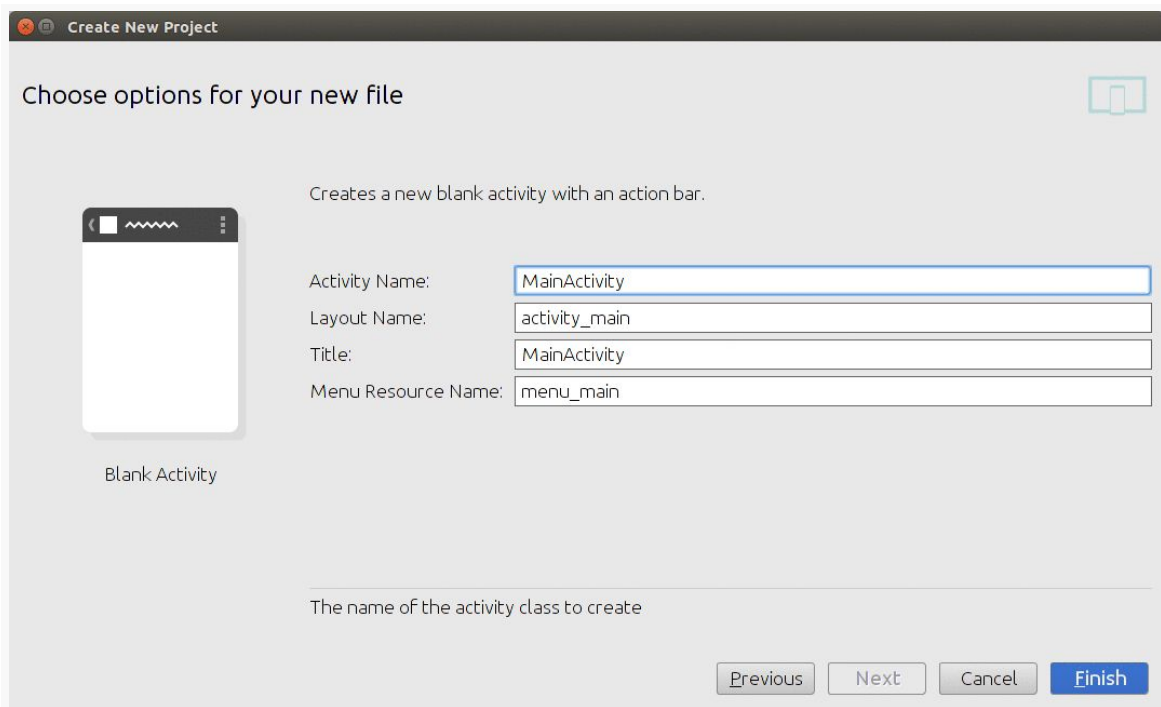 Create New Project
Choose options for your new file
Creates a new blank activity with an action bar.
Activity Name: MainActivity
Layout Name: activity_main
Title: MainActivity
Menu Resource Name: menu_main
Blank Activity
The name of the activity class to create
Previous Next Cancel Finish